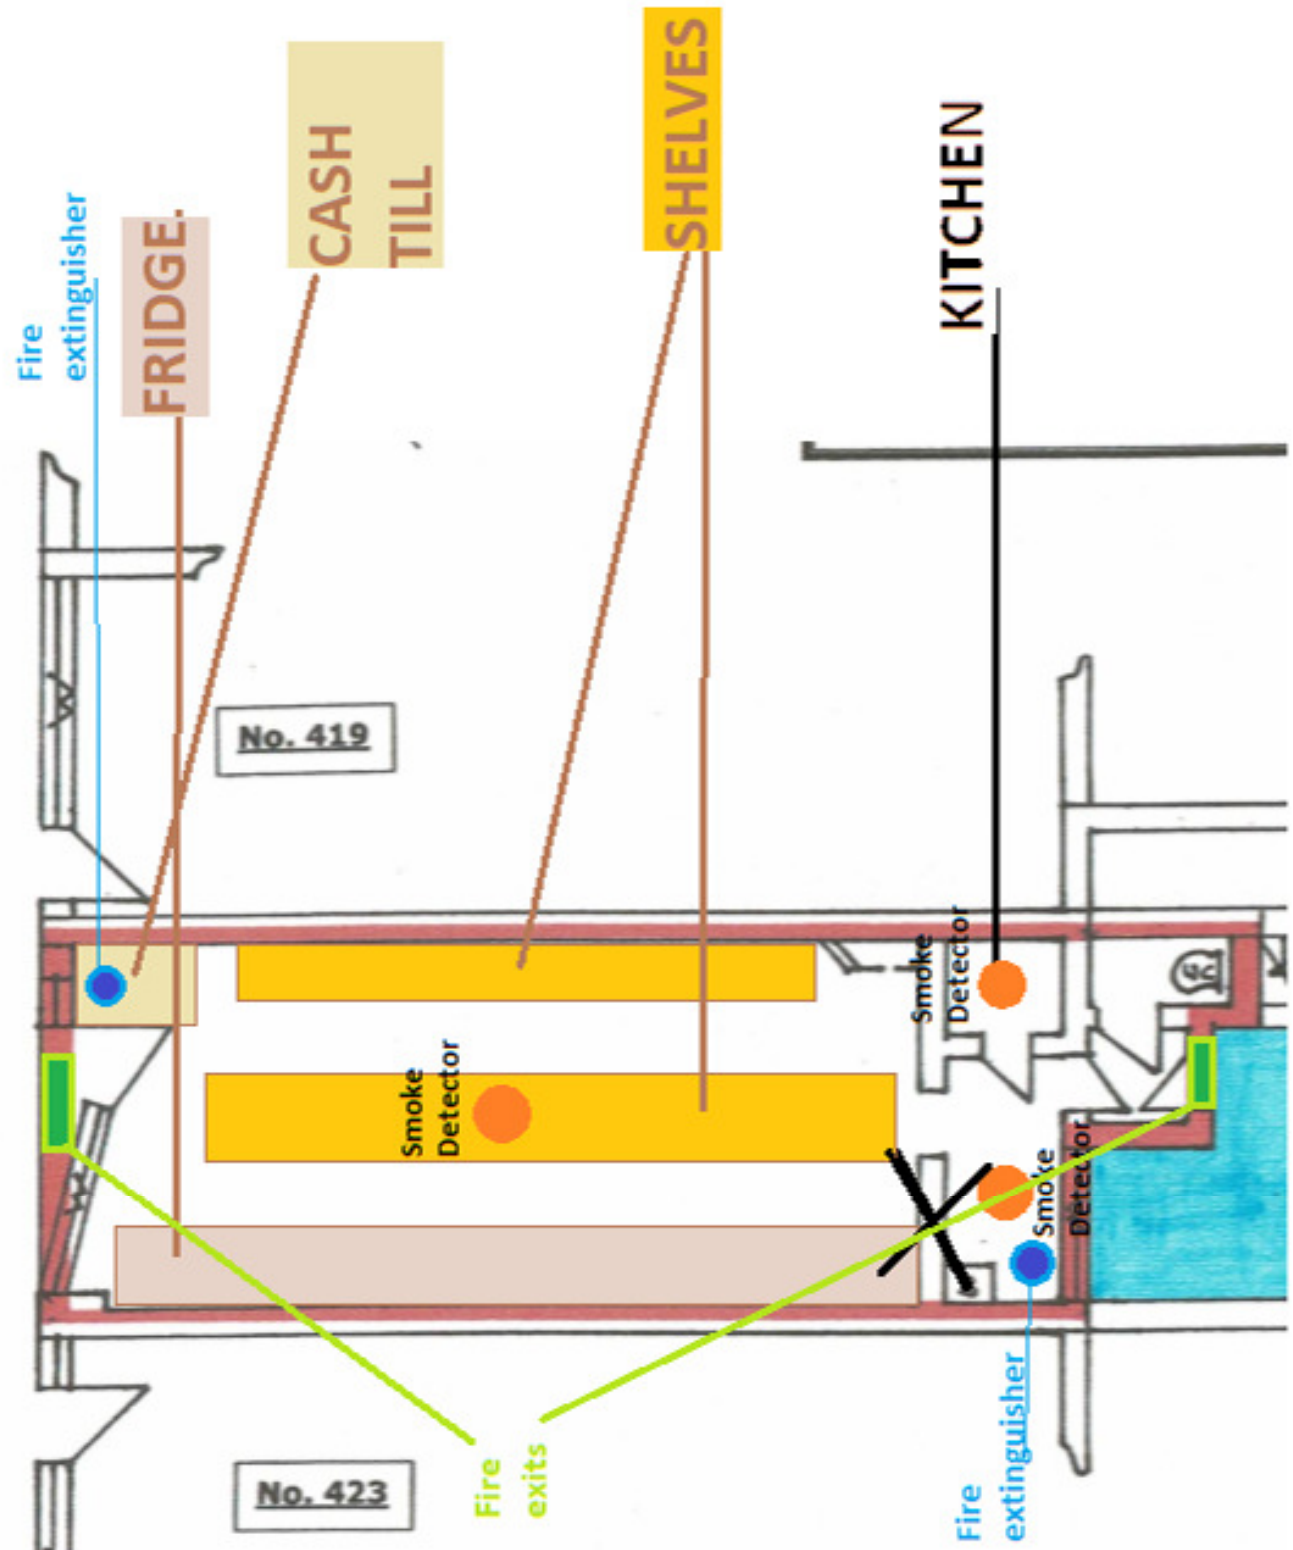 Fire
extinguisher
FRIDGE.
CASH
TILL
SHELVES
KITCHEN
No. 419
Smoke
Detector
Smoke
Detector
Smoke
Detector
No. 423
Fire
exits
Fire
extinguisher